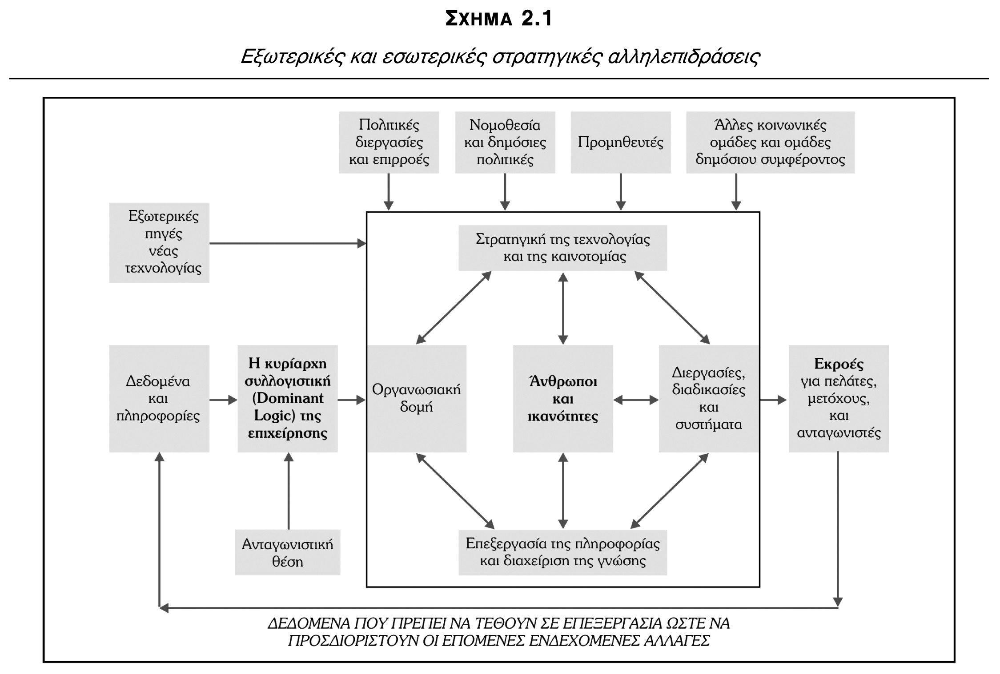 ΣΧΗΜΑ 2.1
Εξωτερικές και εσωτερικές στρατηγικές αλληλεπιδράσεις
Πολιτικές
διεργασίες
και επιρροές
Νομοθεσία
και δημόσιες
πολιτικές
Προμηθευτές
Άλλες κοινωνικές
ομάδες και ομάδες
δημόσιου συμφέροντος
Εξωτερικές
πηγές
νέας
τεχνολογίας
Στρατηγική της τεχνολογίας
και της καινοτομίας
Δεδομένα
και
πληροφορίες
Η κυρίαρχη
συλλογιστική
(Dominant
Logic) της
επιχείρησης
Οργανωσιακή
δομή
Άνθρωποι
και
ικανότητες
Διεργασίες,
διαδικασίες
και
συστήματα
Εκροές
για πελάτες,
μετόχους,
και
ανταγωνιστές
Ανταγωνιστική
θέση
Επεξεργασία της πληροφορίας
και διαχείριση της γνώσης
ΔΕΔΟΜΕΝΑ ΠΟΥ ΠΡΕΠΕΙ ΝΑ ΤΕΘΟΥΝ ΣΕ ΕΠΕΞΕΡΓΑΣΙΑ ΩΣΤΕ ΝΑ
ΠΡΟΣΔΙΟΡΙΣΤΟΥΝ ΟΙ ΕΠΟΜΕΝΕΣ ΕΝΔΕΧΟΜΕΝΕΣ ΑΛΛΑΓΕΣ